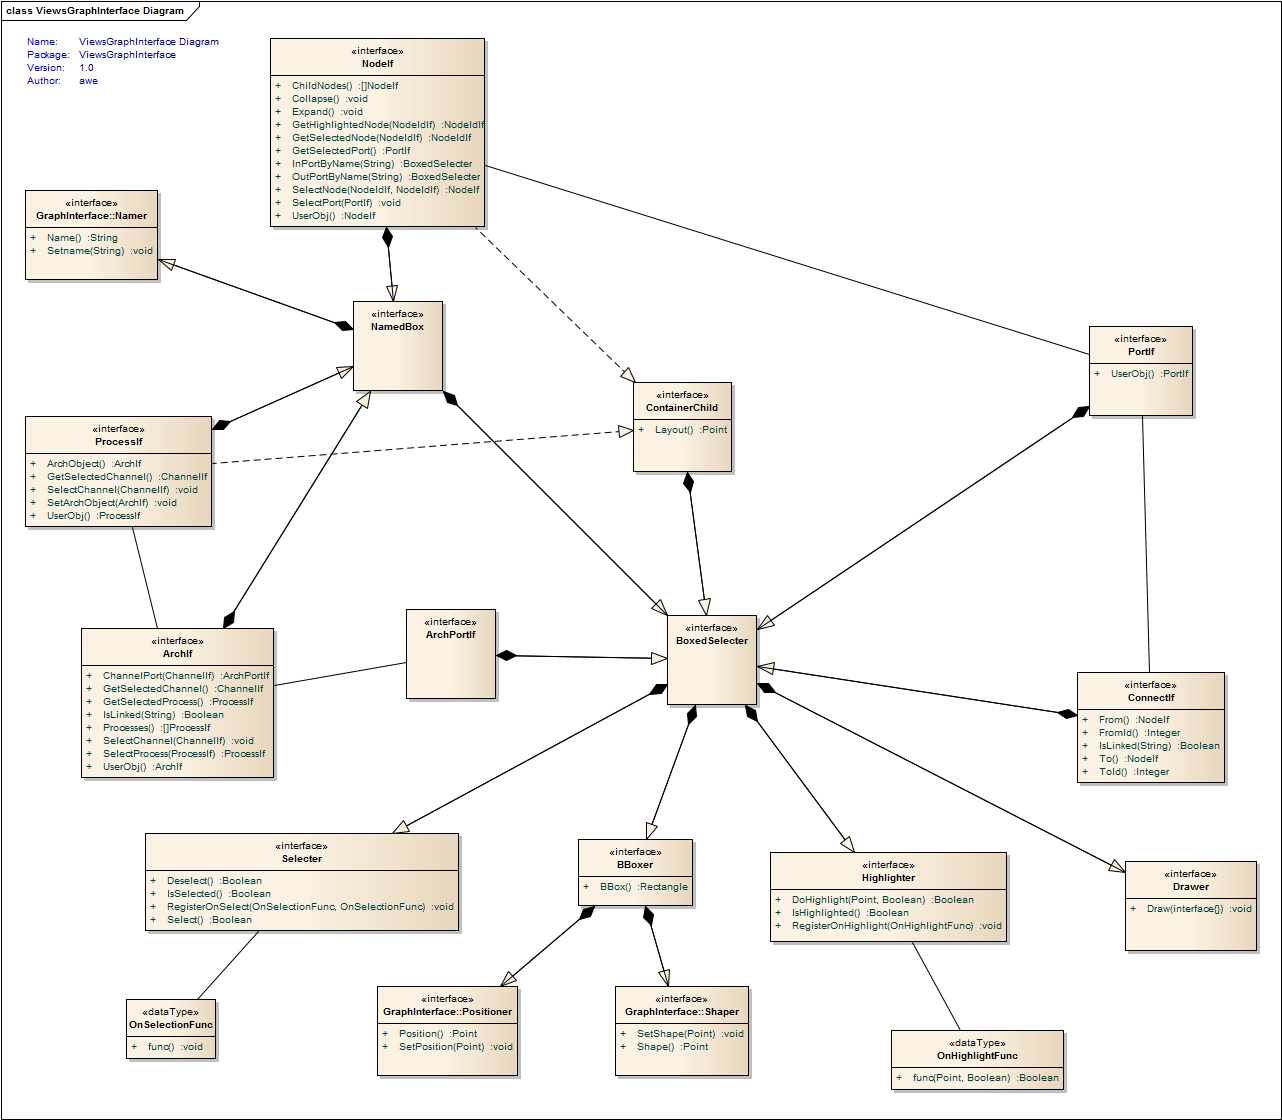 class ViewsGraphInterface Diagram
Name: ViewsGraphInterface Diagram
Package: ViewsGraphInterface
Version: 1.0
Author: awe
«interface»
NodeIf
+ ChildNodes() :[]NodeIf
+ Collapse() :void
+ Expand() :void
+ GetHighlightedNode(NodeIdIf) :NodeIdIf
+ GetSelectedNode(NodeIdIf) :NodeIdIf
+ GetSelectedPort() :PortIf
+ InPortByName(String) :BoxedSelecter
+ OutPortByName(String) :BoxedSelecter
+ SelectNode(NodeIdIf, NodeIdIf) :NodeIf
+ SelectPort(PortIf) :void
+ UserObj() :NodeIf
«interface»
GraphInterface::Namer
+ Name() :String
+ Setname(String) :void
«interface»
NamedBox
«interface»
PortIf
+ UserObj() :PortIf
«interface»
ContainerChild
+ Layout() :Point
«interface»
ProcessIf
+ ArchObject() :ArchIf
+ GetSelectedChannel() :ChannelIf
+ SelectChannel(ChannelIf) :void
+ SetArchObject(ArchIf) :void
+ UserObj() :ProcessIf
«interface»
ArchPortIf
«interface»
BoxedSelecter
«interface»
ArchIf
+ ChannelPort(ChannelIf) :ArchPortIf
+ GetSelectedChannel() :ChannelIf
+ GetSelectedProcess() :ProcessIf
+ IsLinked(String) :Boolean
+ Processes() :[]ProcessIf
+ SelectChannel(ChannelIf) :void
+ SelectProcess(ProcessIf) :ProcessIf
+ UserObj() :ArchIf
«interface»
ConnectIf
+ From() :NodeIf
+ FromId() :Integer
+ IsLinked(String) :Boolean
+ To() :NodeIf
+ ToId() :Integer
«interface»
Selecter
+ Deselect() :Boolean
+ IsSelected() :Boolean
+ RegisterOnSelect(OnSelectionFunc, OnSelectionFunc) :void
+ Select() :Boolean
«interface»
BBoxer
+ BBox() :Rectangle
«interface»
Highlighter
+ DoHighlight(Point, Boolean) :Boolean
+ IsHighlighted() :Boolean
+ RegisterOnHighlight(OnHighlightFunc) :void
«interface»
Drawer
+ Draw(interface{}) :void
«dataType»
OnSelectionFunc
+ func() :void
«interface»
GraphInterface::Positioner
+ Position() :Point
+ SetPosition(Point) :void
«interface»
GraphInterface::Shaper
+ SetShape(Point) :void
+ Shape() :Point
«dataType»
OnHighlightFunc
+ func(Point, Boolean) :Boolean